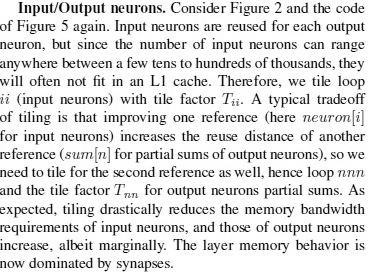 Input/Output neurons. Consider Figure 2 and the code
of Figure 5 again. Input neurons are reused for each output
neuron, but since the number of input neurons can range
anywhere between a few tens to hundreds of thousands, they
will often not fit in an L1 cache. Therefore, we tile loop
ii (input neurons) with tile factor Tii. A typical tradeoff
of tiling is that improving one reference (here neuron[i]
for input neurons) increases the reuse distance of another
reference (sum[n] for partial sums of output neurons), so we
need to tile for the second reference as well, hence loop nnn
and the tile factor Tnn for output neurons partial sums. As
expected, tiling drastically reduces the memory bandwidth
requirements of input neurons, and those of output neurons
increase, albeit marginally. The layer memory behavior is
now dominated by synapses.